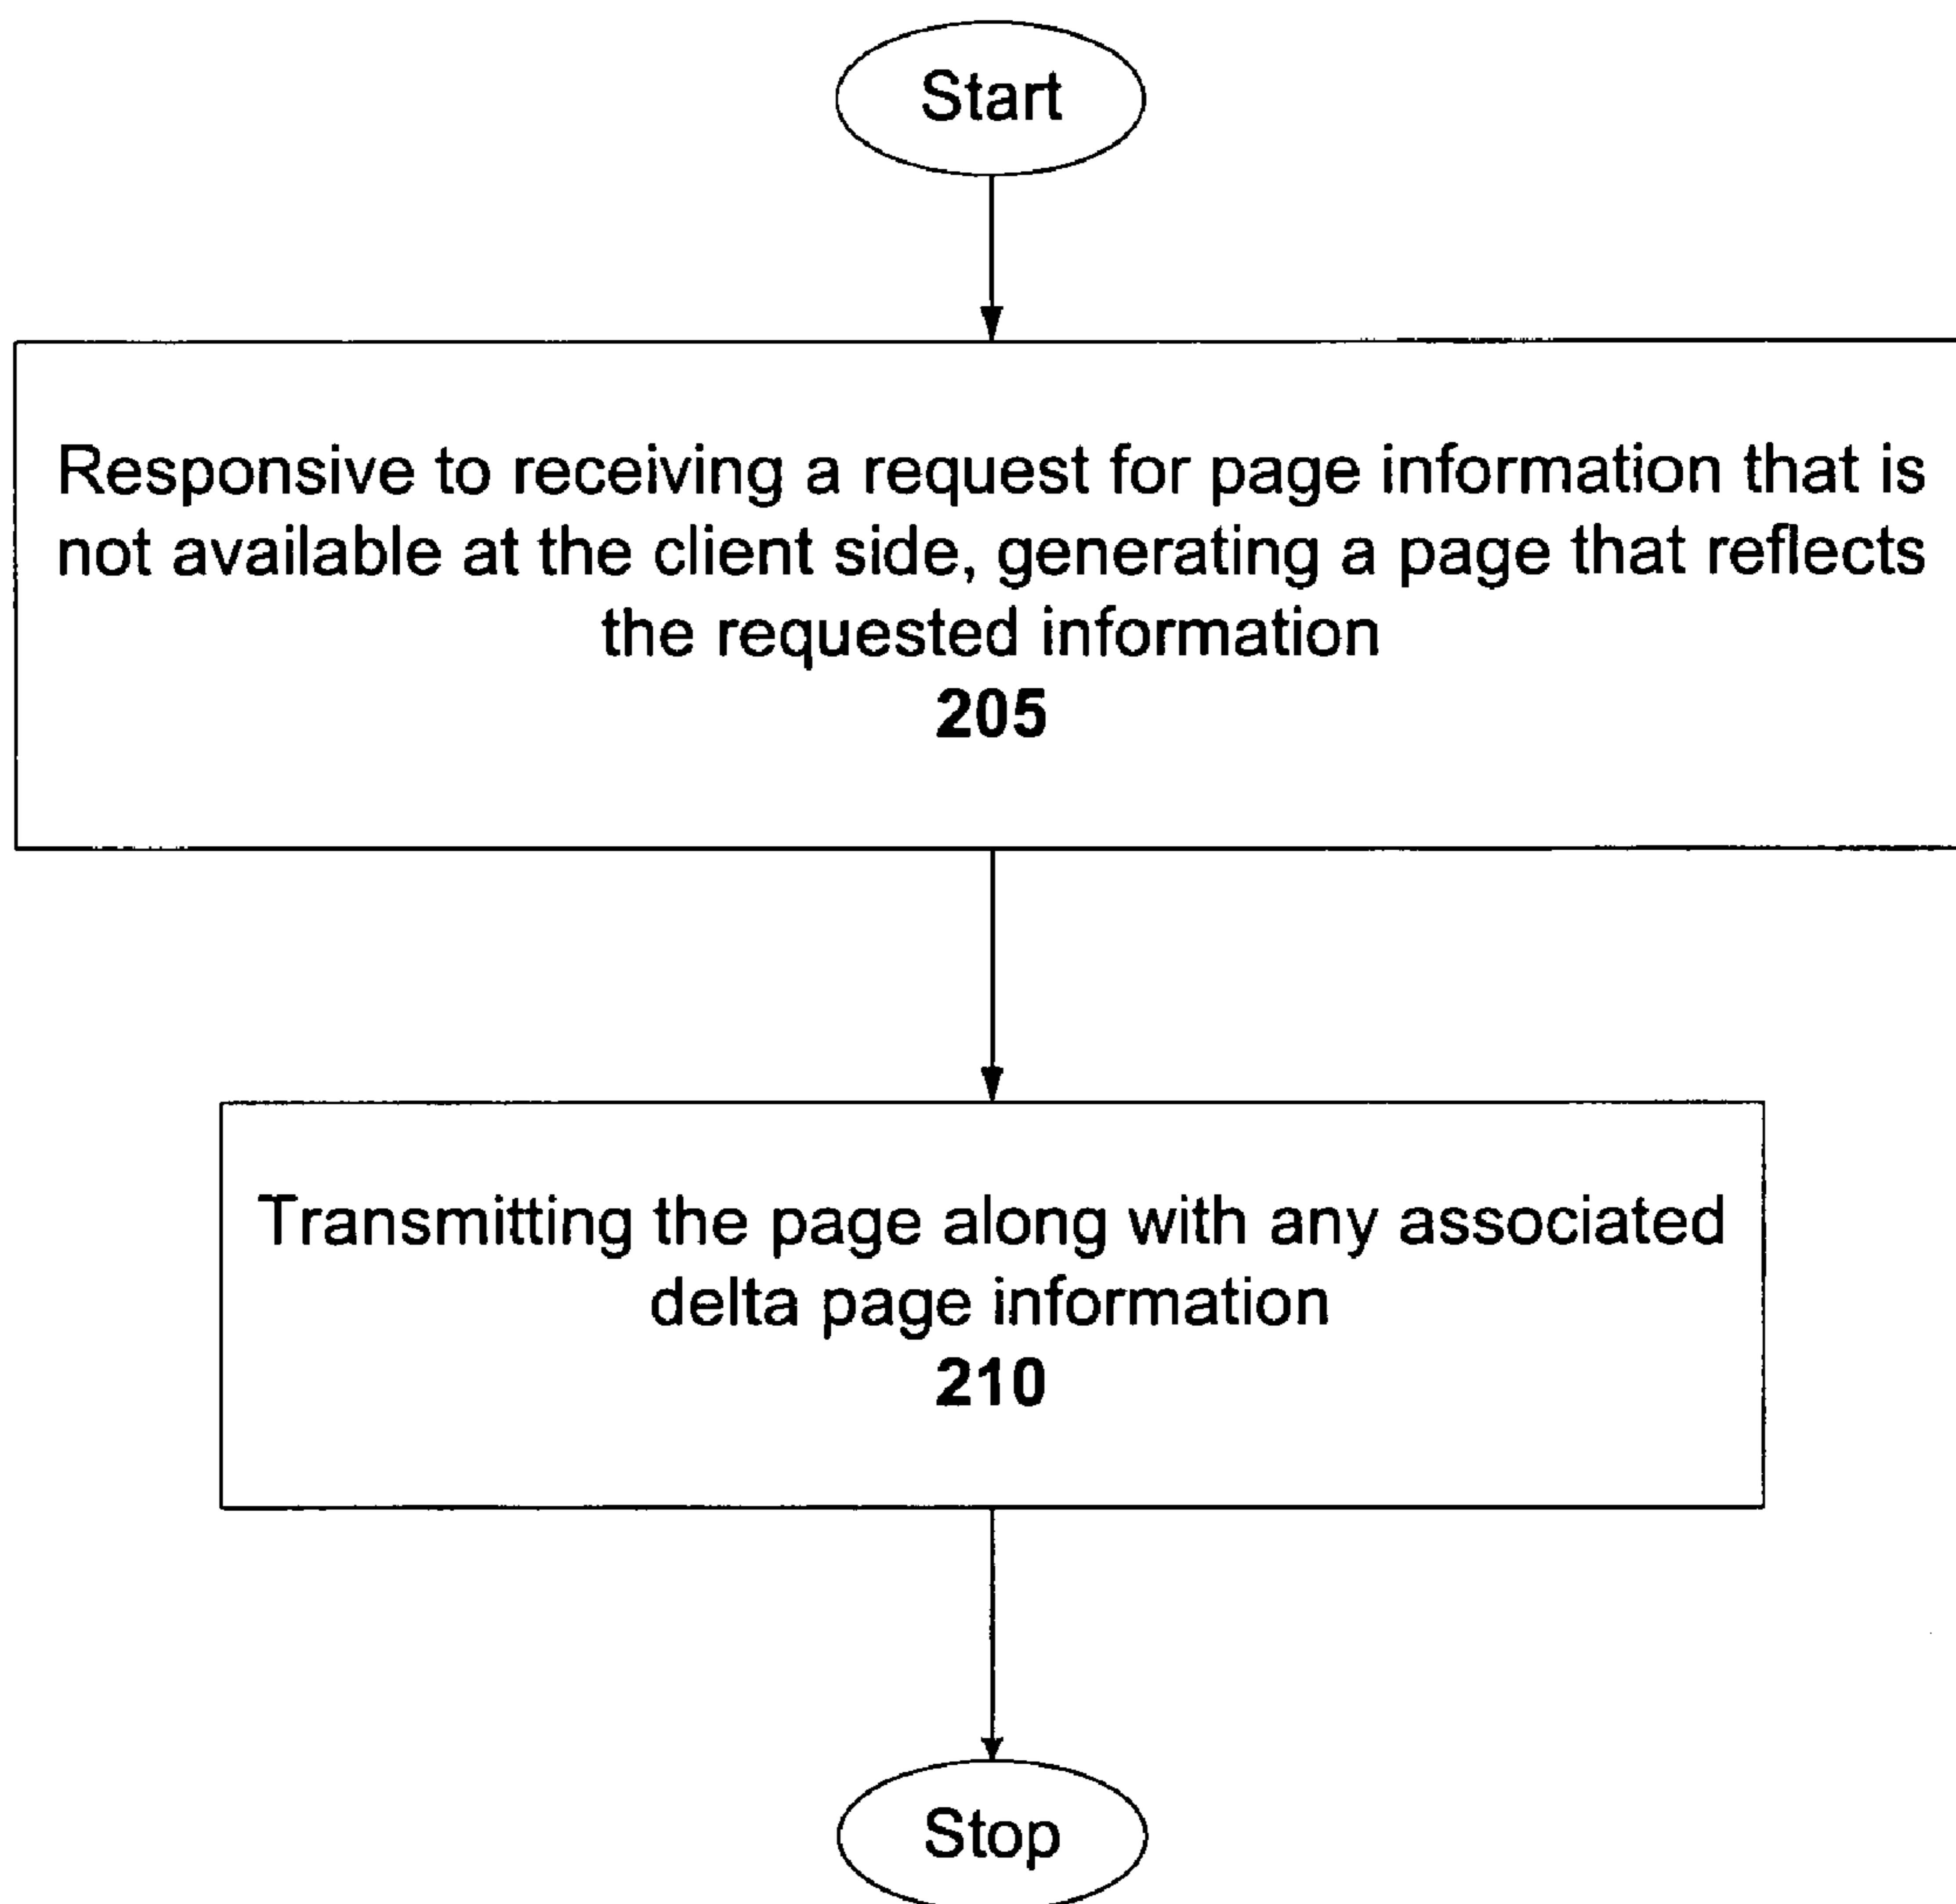 Start
Responsive to receiving a request for page information that is
not available at the client side, generating a page that reflects
the requested information
205
Transmitting the page along with any associated
delta page information
210
Stop